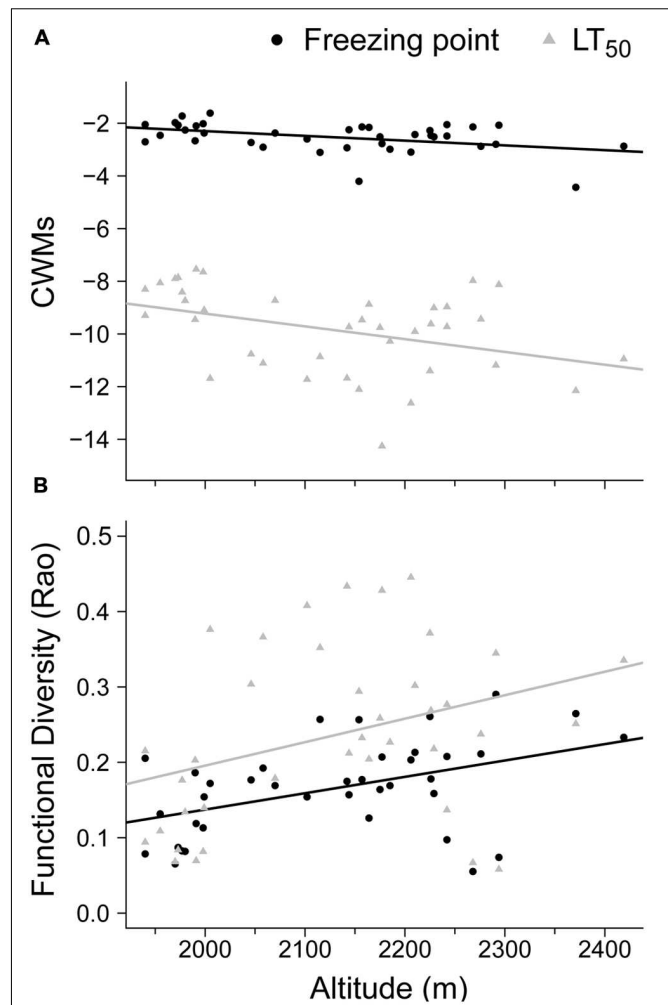 A
Freezing point
LT50
CWMs
−2
−4
−6
−8
−10
−12
−14
B
Functional Diversity (Rao)
0.5
0.4
0.3
0.2
0.1
0.0
2000 2100 2200 2300 2400
Altitude (m)